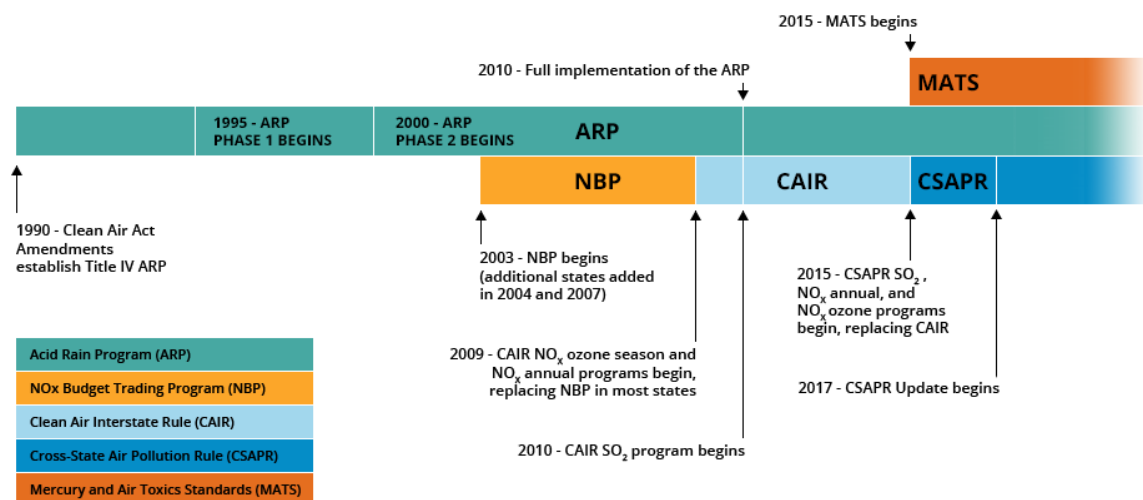 2015 - MATS begins
2010 - Full implementation of the ARP
MATS
1995 - ARP
PHASE 1 BEGINS
2000 - ARP
PHASE 2 BEGINS
ARP
NBP
CAIR
CSAPR
1990 - Clean Air Act
Amendments
establish Title IV ARP
2003 - NBP begins
(additional states added
in 2004 and 2007)
2015 - CSAPR SO₂ ,
NOₓ annual, and
NOₓ ozone programs
begin, replacing CAIR
2009 - CAIR NOₓ ozone season and
NOₓ annual programs begin,
replacing NBP in most states
2017 - CSAPR Update begins
2010 - CAIR SO₂ program begins
Acid Rain Program (ARP)
NOx Budget Trading Program (NBP)
Clean Air Interstate Rule (CAIR)
Cross-State Air Pollution Rule (CSAPR)
Mercury and Air Toxics Standards (MATS)